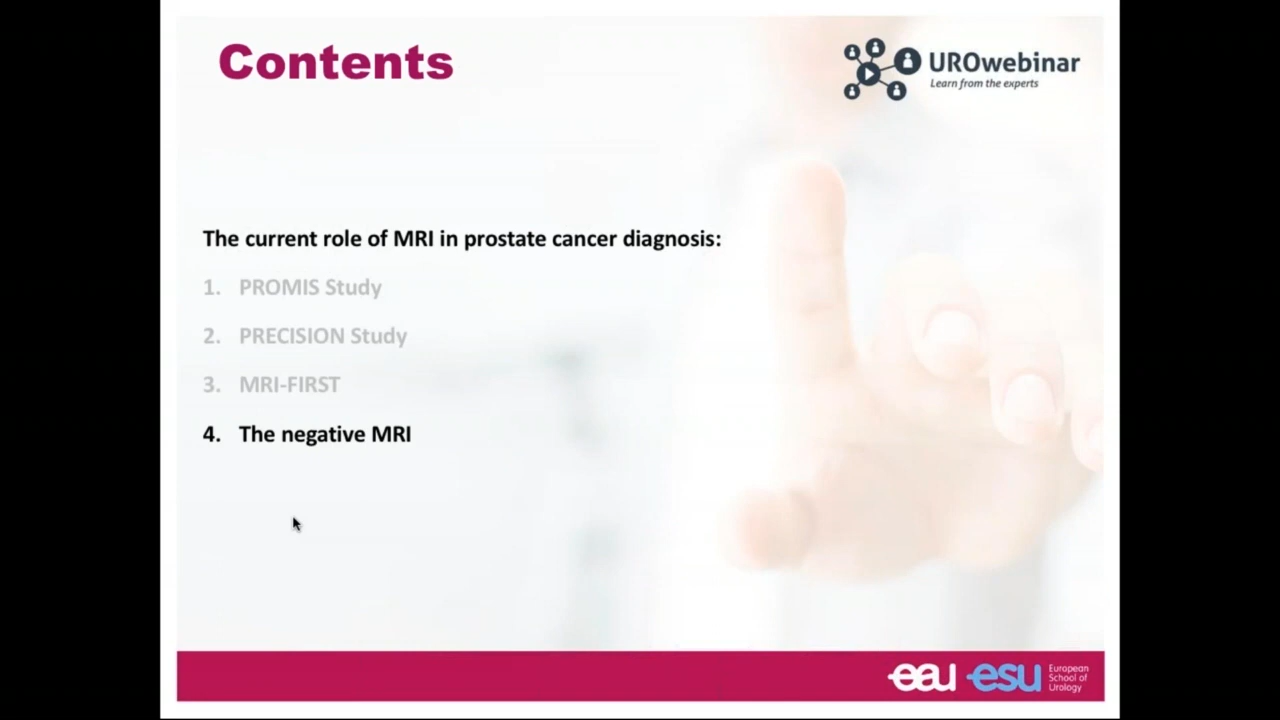 Contents
UROwebinar
Learn from the experts
The current role of MRI in prostate cancer diagnosis:
1. PROMIS Study
2. PRECISION Study
3. MRI-FIRST
4. The negative MRI
eau esu European
School of
Urology